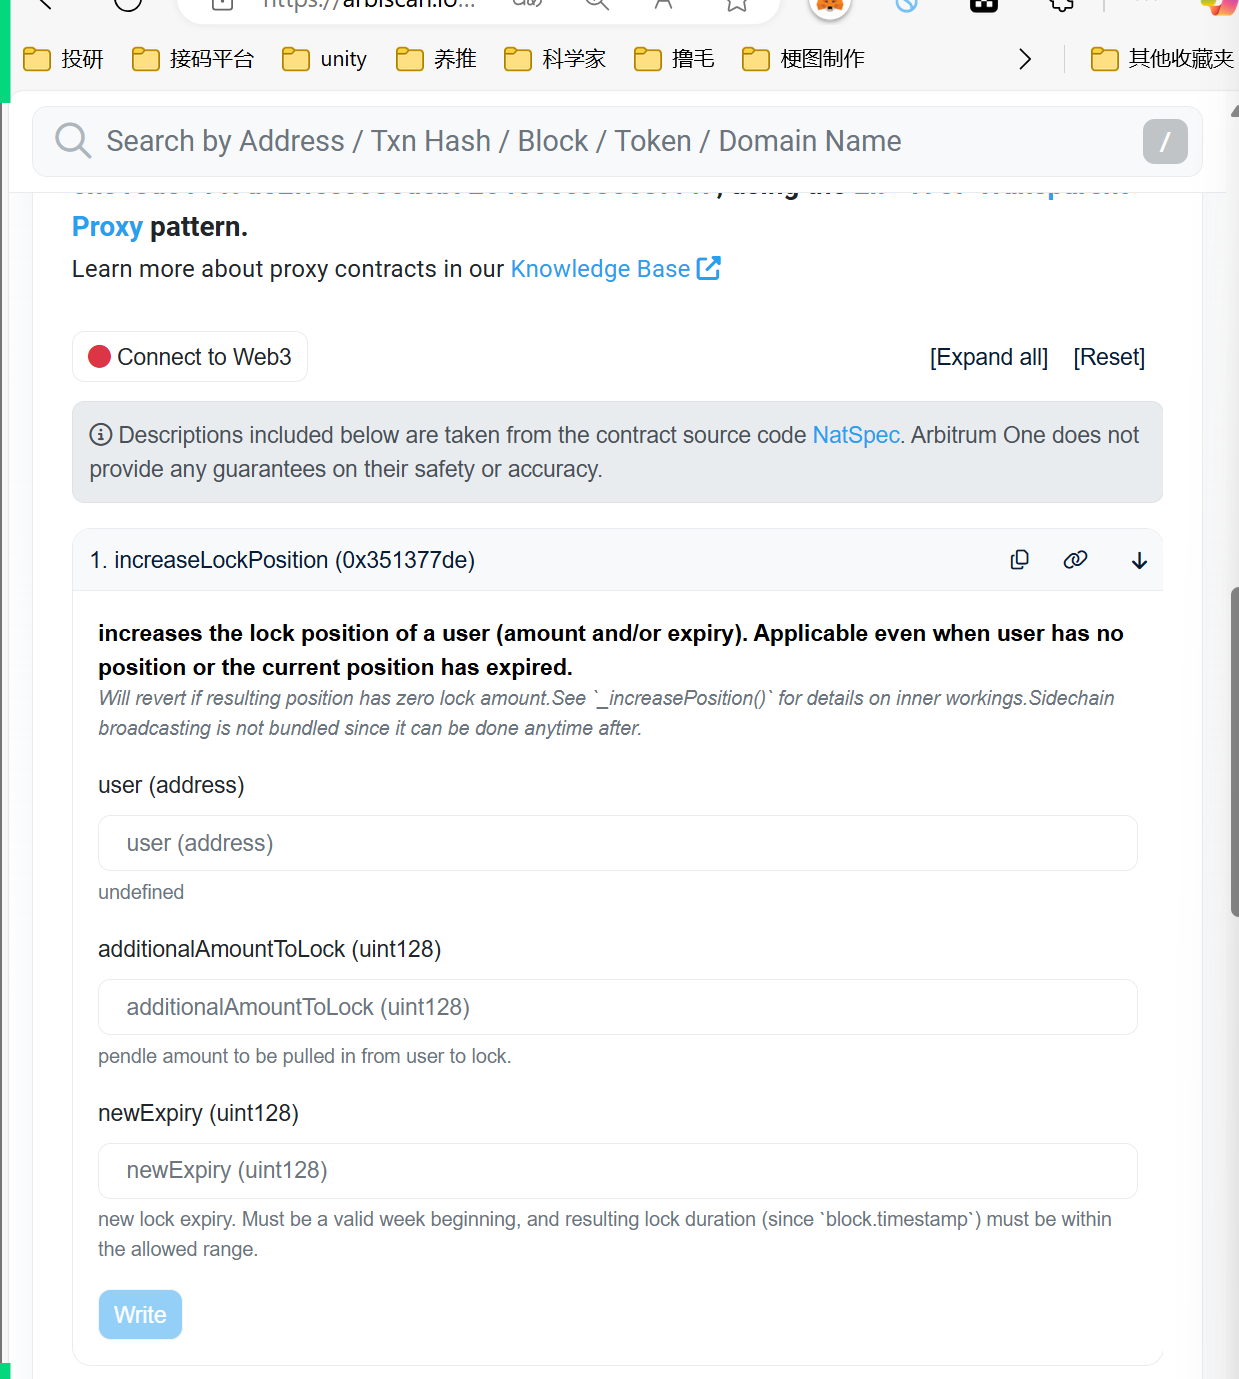 投研 接码平台 unity 养推 科学家 撸毛 梗图制作 其他收藏夹
Search by Address / Txn Hash / Block / Token / Domain Name /
Proxy pattern.
Learn more about proxy contracts in our Knowledge Base
Connect to Web3 [Expand all] [Reset]
Descriptions included below are taken from the contract source code NatSpec. Arbitrum One does not
provide any guarantees on their safety or accuracy.
1. increaseLockPosition (0x351377de)
increases the lock position of a user (amount and/or expiry). Applicable even when user has no
position or the current position has expired.
Will revert if resulting position has zero lock amount.See `_increasePosition()` for details on inner workings.Sidechain
broadcasting is not bundled since it can be done anytime after.
user (address)
user (address)
undefined
additionalAmountToLock (uint128)
additionalAmountToLock (uint128)
pendle amount to be pulled in from user to lock.
newExpiry (uint128)
newExpiry (uint128)
new lock expiry. Must be a valid week beginning, and resulting lock duration (since `block.timestamp`) must be within
the allowed range.
Write